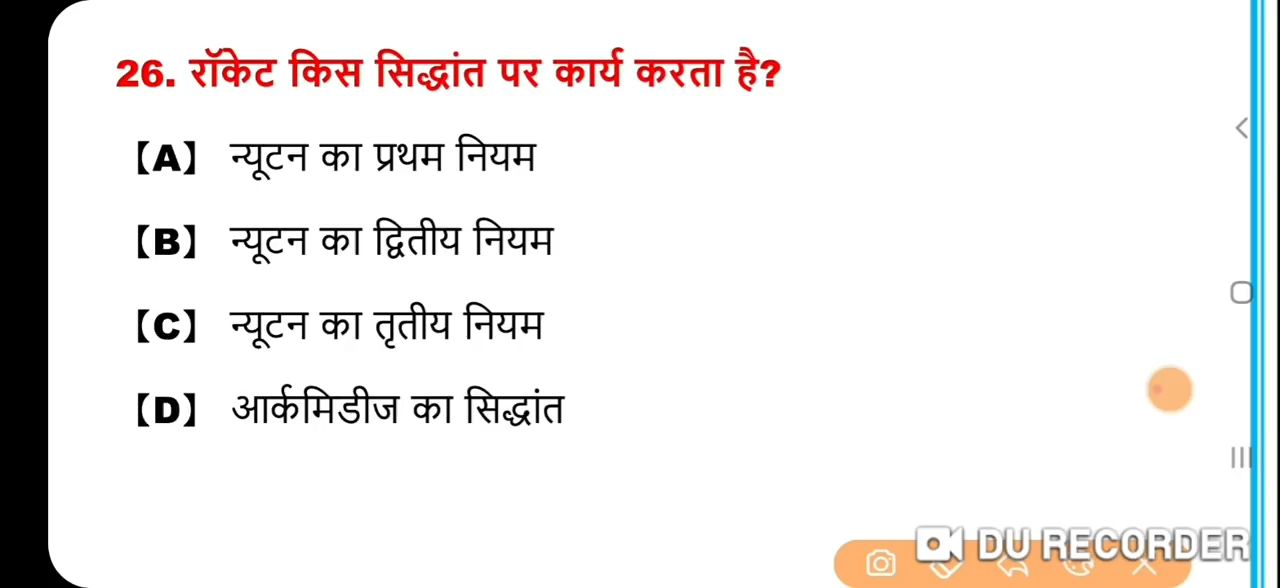 26. रॉकेट किस सिद्धांत पर कार्य करता है?
【A】 न्यूटन का प्रथम नियम
【B】 न्यूटन का द्वितीय नियम
【C】 न्यूटन का तृतीय नियम
【D】 आर्कमिडीज का सिद्धांत
DU RECORDER